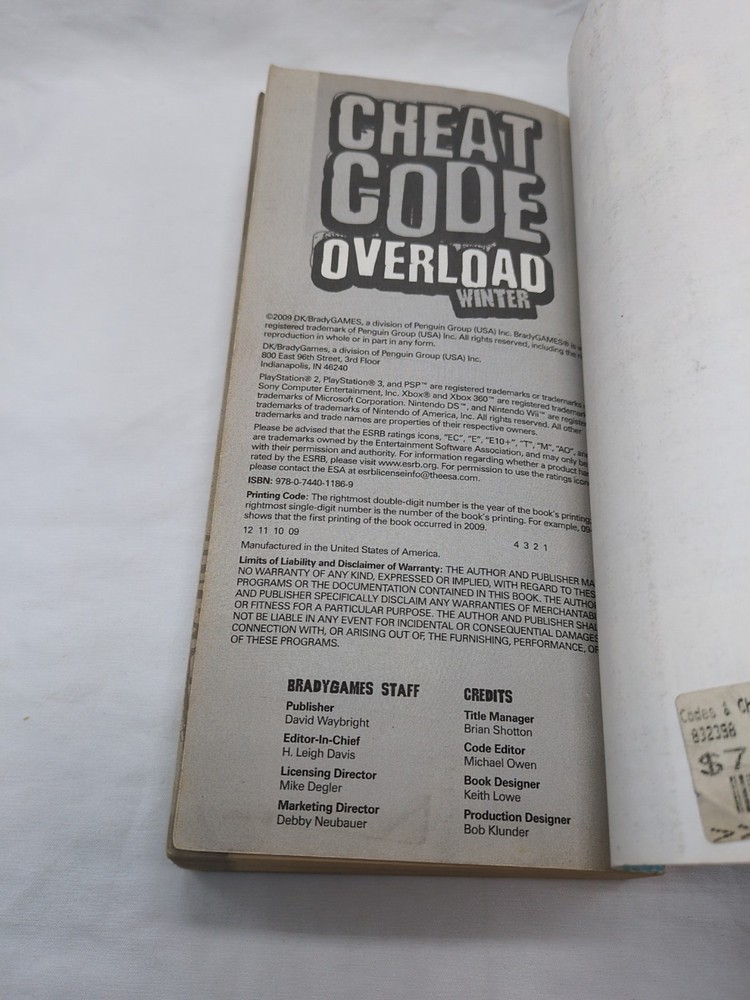 CHEAT
CODE
OVERLOAD
WINTER
©2009 DK/BradyGAMES, a division of Penguin Group (USA) Inc. BradyGAMES® is
registered trademark of Penguin Group (USA) Inc. All rights reserved, including the
reproduction in whole or in part in any form.
DK/BradyGames, a division of Penguin Group (USA) Inc.
800 East 96th Street, 3rd Floor
Indianapolis, IN 46240
PlayStation® 2, PlayStation® 3, and PSP™ are registered trademarks or trademarks
Sony Computer Entertainment, Inc. Xbox® and Xbox 360™ are registered
trademarks of Microsoft Corporation. Nintendo DS™, and Nintendo Wii™ are
trademarks of trademarks of Nintendo of America, Inc. All rights reserved. All other
trademarks and trade names are properties of their respective owners.
Please be advised that the ESRB ratings icons, "EC", "E", "E10+", "T", "M", "AO",
are trademarks owned by the Entertainment Software Association, and may only be
with their permission and authority. For information regarding whether a product
rated by the ESRB, please visit www.esrb.org. For permission to use the ratings
please contact the ESA at esrblicenseinfo@theesa.com.
ISBN: 978-0-7440-1186-9
Printing Code: The rightmost double-digit number is the year of the book's printing;
rightmost single-digit number is the number of the book's printing. For example,
shows that the first printing of the book occurred in 2009.
12 11 10 09 4 3 2 1
Manufactured in the United States of America.
Limits of Liability and Disclaimer of Warranty: THE AUTHOR AND PUBLISHER
NO WARRANTY OF ANY KIND, EXPRESSED OR IMPLIED, WITH REGARD TO
PROGRAMS OR THE DOCUMENTATION CONTAINED IN THIS BOOK. THE
AND PUBLISHER SPECIFICALLY DISCLAIM ANY WARRANTIES OF
OR FITNESS FOR A PARTICULAR PURPOSE. THE AUTHOR AND PUBLISHER
NOT BE LIABLE IN ANY EVENT FOR INCIDENTAL OR CONSEQUENTIAL DAMAGES
CONNECTION WITH, OR ARISING OUT OF, THE FURNISHING, PERFORMANCE,
OF THESE PROGRAMS.
BRADYGAMES STAFF
Publisher
David Waybright
Editor-In-Chief
H. Leigh Davis
Licensing Director
Mike Degler
Marketing Director
Debby Neubauer
CREDITS
Title Manager
Brian Shotton
Code Editor
Michael Owen
Book Designer
Keith Lowe
Production Designer
Bob Klunder
Codes &
832398
$7